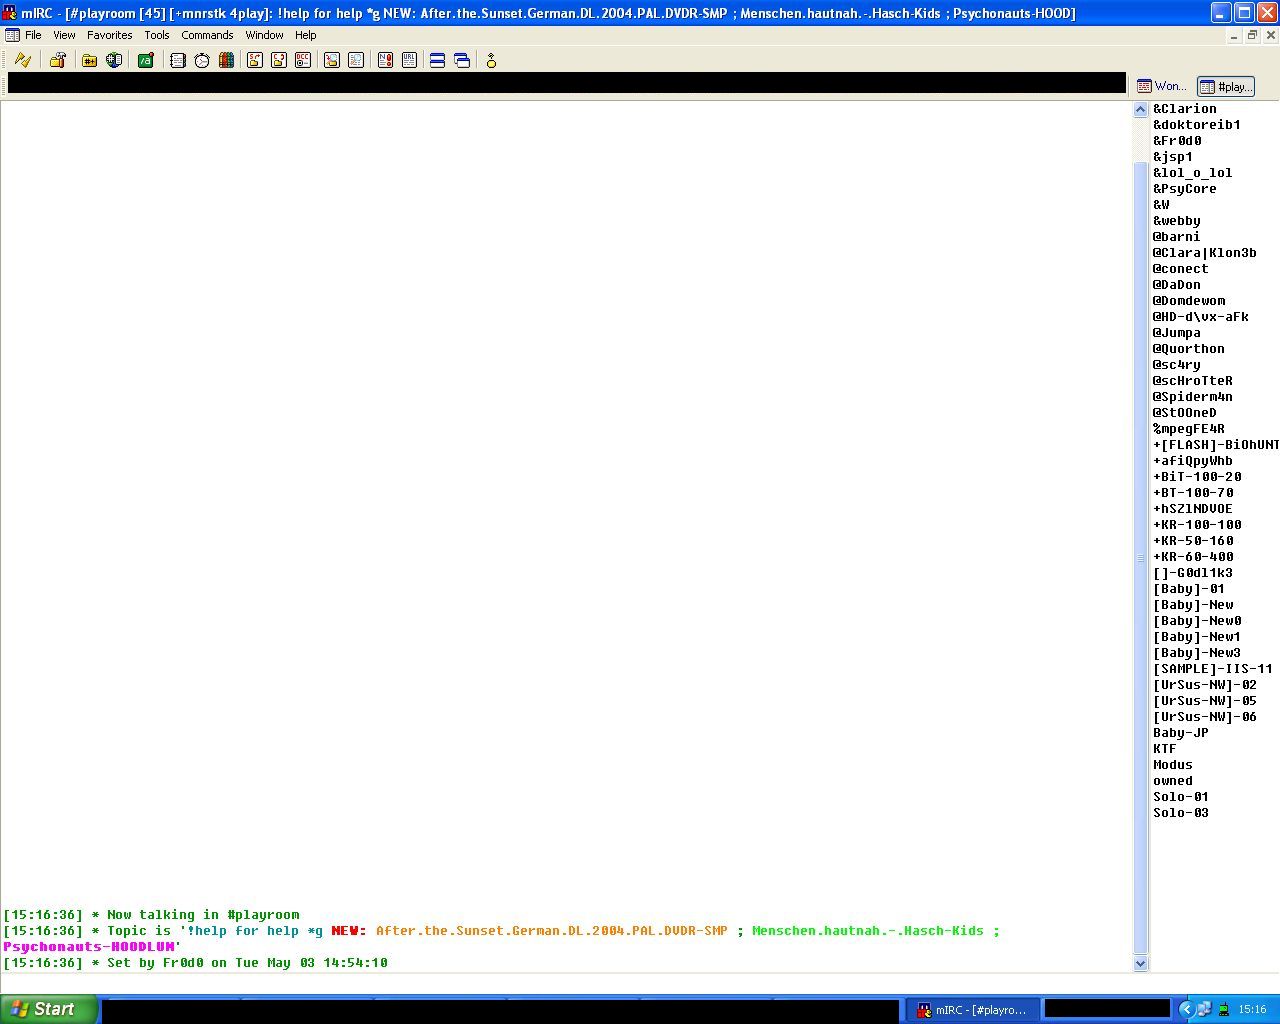 mIRC - [#playroom [45] [+mnrstk 4play]: !help for help *g NEW: After.the.Sunset.German.DL.2004.PAL.DVDR-SMP ; Menschen.hautnah.-.Hasch-Kids ; Psychonauts-HOOD]
File View Favorites Tools Commands Window Help
Won... #play...
&Clarion
&doktoreib1
&Fr0d0
&jsp1
&lol_o_lol
&PsyCore
&W
&webby
@barni
@Clara|Klon3b
@conect
@DaDon
@Domdewom
@HD-d\vx-aFk
@Jumpa
@Quorthon
@sc4ry
@scHroTteR
@Spiderm4n
@StOOneD
%mpegFE4R
+[FLASH]-BiOhUNT
+afiQpyWhb
+BiT-100-20
+BT-100-70
+hSZlNDVOE
+KR-100-100
+KR-50-160
+KR-60-400
[]-G0dl1k3
[Baby]-01
[Baby]-New
[Baby]-New0
[Baby]-New1
[Baby]-New3
[SAMPLE]-IIS-11
[UrSus-NW]-02
[UrSus-NW]-05
[UrSus-NW]-06
Baby-JP
KTF
Modus
owned
Solo-01
Solo-03
[15:16:36] * Now talking in #playroom
[15:16:36] * Topic is '!help for help *g NEW: After.the.Sunset.German.DL.2004.PAL.DVDR-SMP ; Menschen.hautnah.-.Hasch-Kids ;
Psychonauts-HOODLUM'
[15:16:36] * Set by Fr0d0 on Tue May 03 14:54:10
Start mIRC - [#playro... 15:16